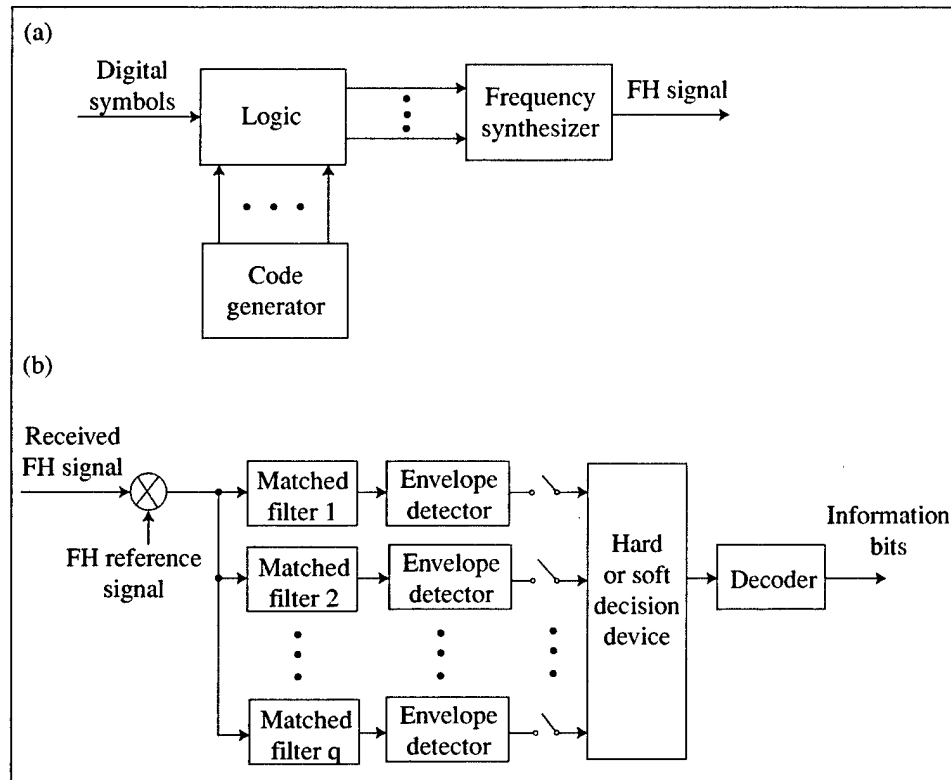 (a)
Digital
symbols
Logic
Frequency
synthesizer
FH signal
Code
generator
(b)
Received
FH signal
FH reference
signal
Matched
filter 1
Envelope
detector
Matched
filter 2
Envelope
detector
Matched
filter q
Envelope
detector
Hard
or soft
decision
device
Decoder
Information
bits